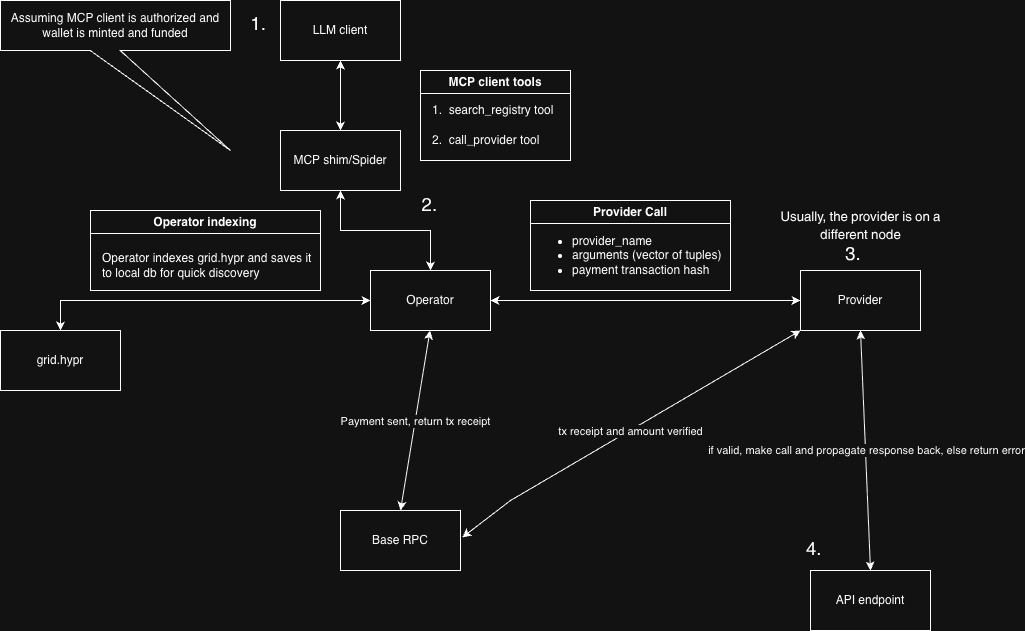 Assuming MCP client is authorized and
wallet is minted and funded
1.
LLM client
MCP client tools
1. search_registry tool
2. call_provider tool
MCP shim/Spider
2.
Operator indexing
Operator indexes grid.hypr and saves it
to local db for quick discovery
Provider Call
• provider_name
• arguments (vector of tuples)
• payment transaction hash
Usually, the provider is on a
different node
3.
Operator
Provider
grid.hypr
Payment sent, return tx receipt
tx receipt and amount verified
if valid, make call and propagate response back, else return error
Base RPC
4.
API endpoint